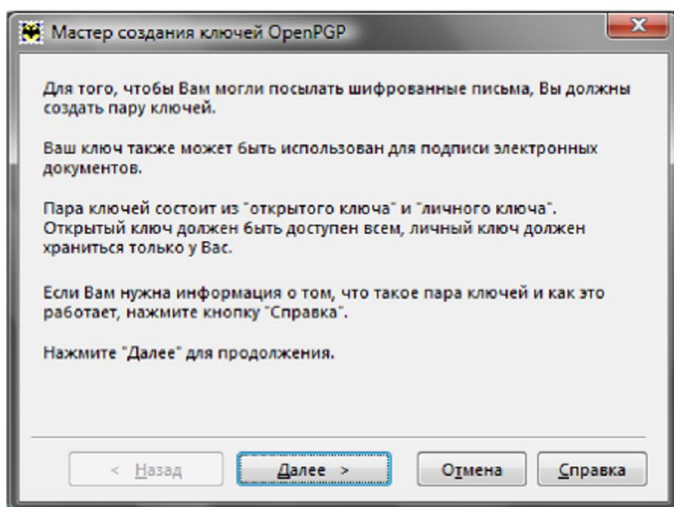 Мастер создания ключей OpenPGP
Для того, чтобы Вам могли посылать шифрованные письма, Вы должны
создать пару ключей.
Ваш ключ также может быть использован для подписи электронных
документов.
Пара ключей состоит из "открытого ключа" и "личного ключа".
Открытый ключ должен быть доступен всем, личный ключ должен
храниться только у Вас.
Если Вам нужна информация о том, что такое пара ключей и как это
работает, нажмите кнопку "Справка".
Нажмите "Далее" для продолжения.
< Назад Далее > Отмена Справка